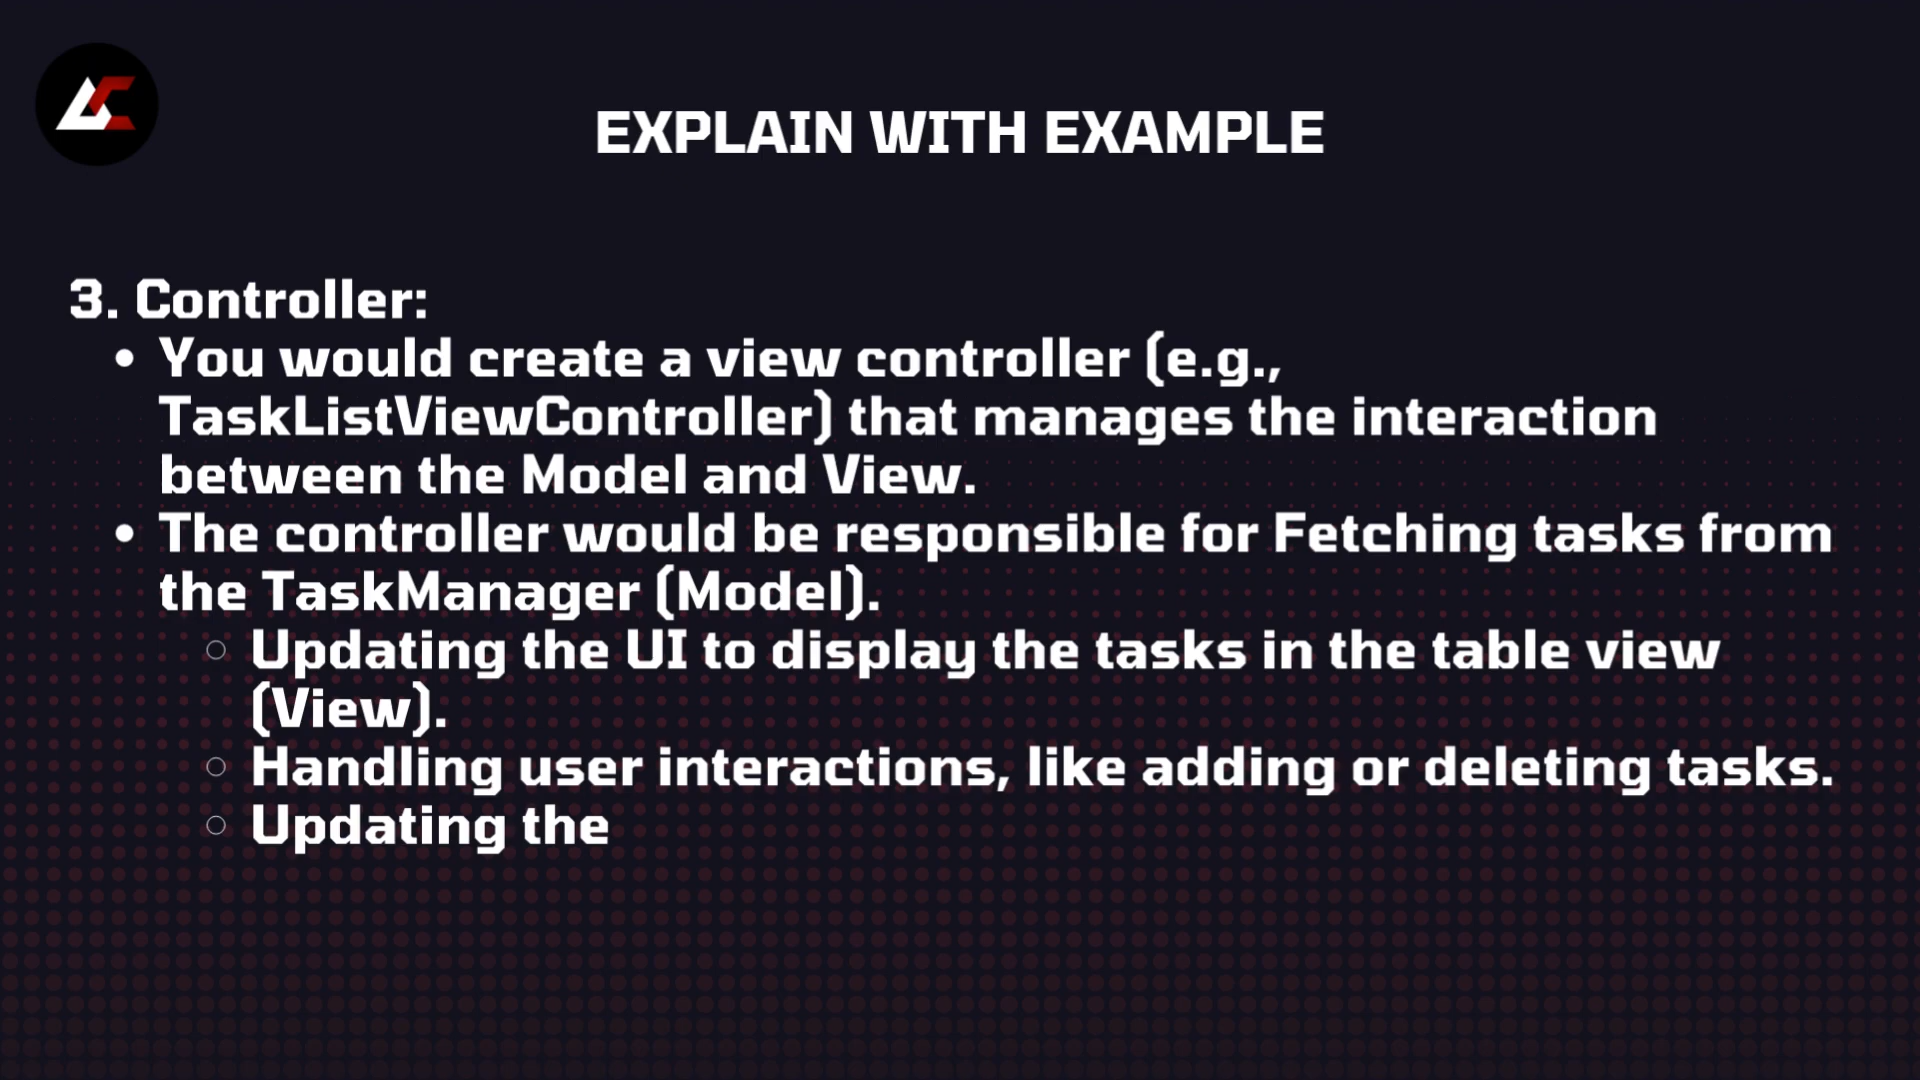 EXPLAIN WITH EXAMPLE
3. Controller:
• You would create a view controller (e.g.,
TaskListViewController) that manages the interaction
between the Model and View.
• The controller would be responsible for Fetching tasks from
the TaskManager (Model).
○ Updating the UI to display the tasks in the table view
(View).
○ Handling user interactions, like adding or deleting tasks.
○ Updating the